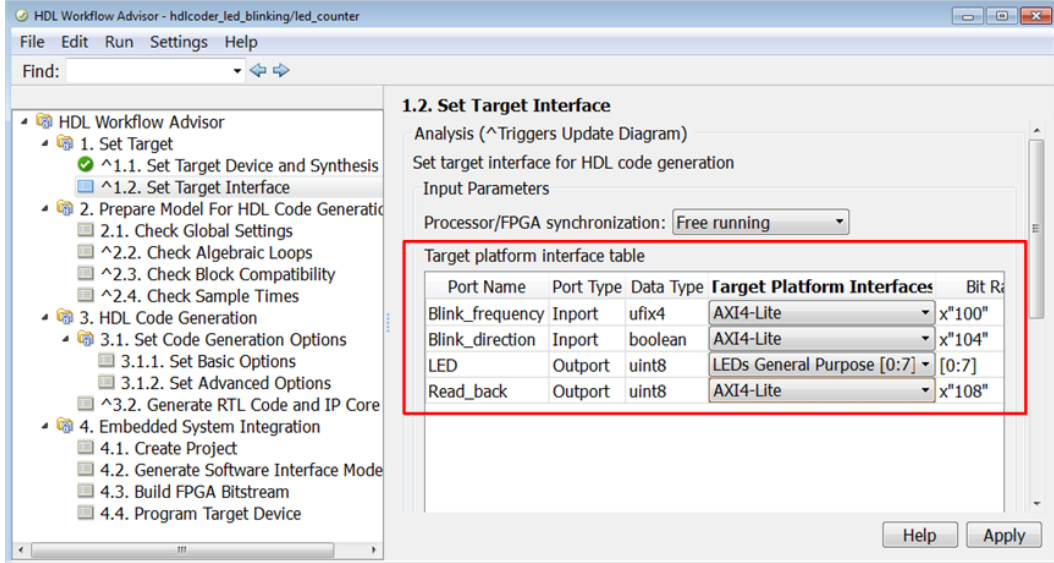 HDL Workflow Advisor - hdlcoder_led_blinking/led_counter
File Edit Run Settings Help
Find:
HDL Workflow Advisor
1. Set Target
^1.1. Set Target Device and Synthesis
^1.2. Set Target Interface
2. Prepare Model For HDL Code Generatic
2.1. Check Global Settings
^2.2. Check Algebraic Loops
^2.3. Check Block Compatibility
^2.4. Check Sample Times
3. HDL Code Generation
3.1. Set Code Generation Options
3.1.1. Set Basic Options
3.1.2. Set Advanced Options
^3.2. Generate RTL Code and IP Core
4. Embedded System Integration
4.1. Create Project
4.2. Generate Software Interface Mode
4.3. Build FPGA Bitstream
4.4. Program Target Device
1.2. Set Target Interface
Analysis (^Triggers Update Diagram)
Set target interface for HDL code generation
Input Parameters
Processor/FPGA synchronization: Free running
Target platform interface table
Port Name Port Type Data Type Target Platform Interfaces Bit Ra
Blink_frequency Inport ufix4 AXI4-Lite x"100"
Blink_direction Inport boolean AXI4-Lite x"104"
LED Outport uint8 LEDs General Purpose [0:7] [0:7]
Read_back Outport uint8 AXI4-Lite x"108"
Help Apply